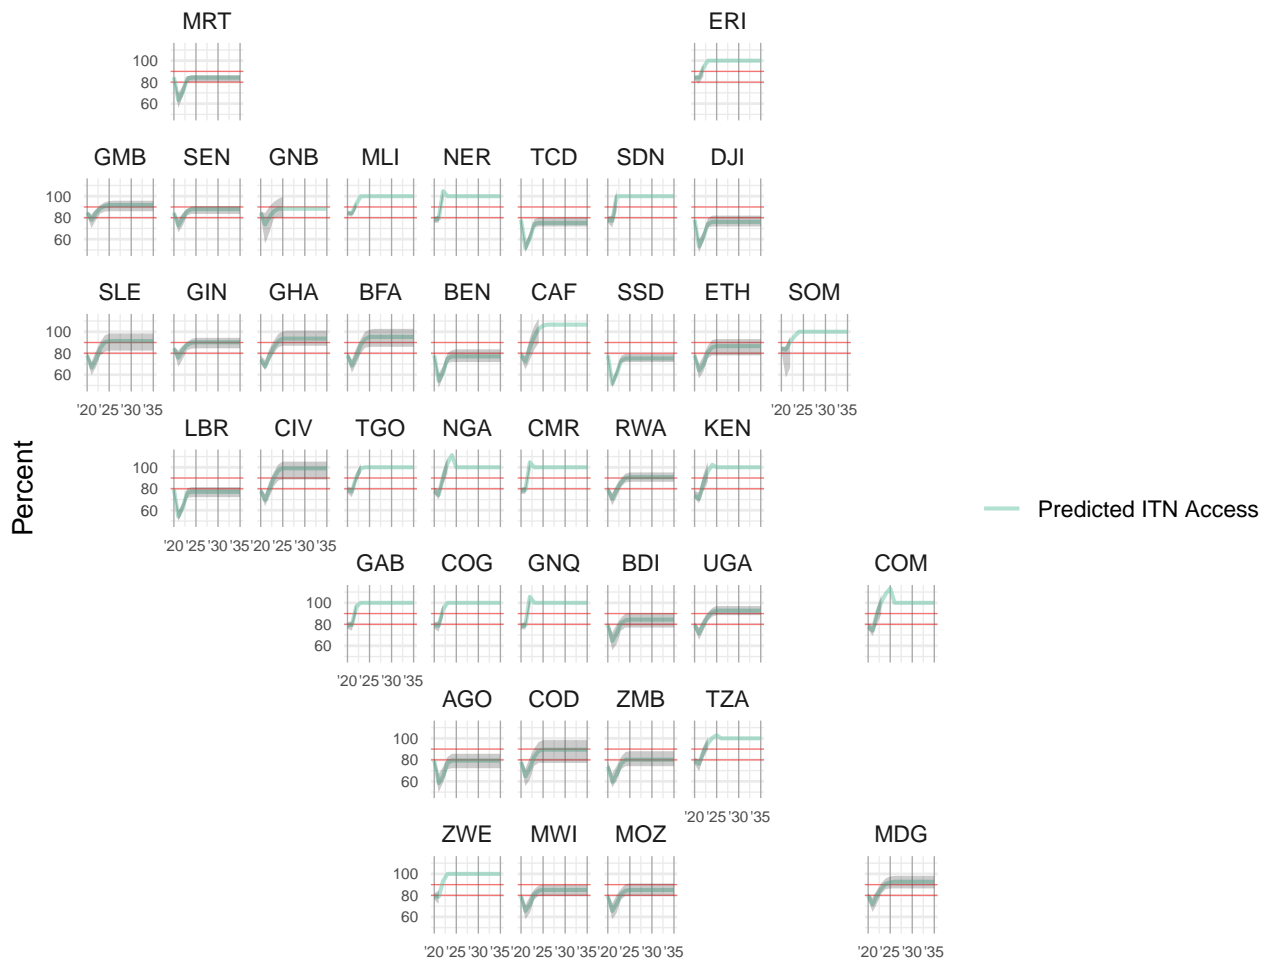 MRT ERI
100
80
60
GMB SEN GNB MLI NER TCD SDN DJI
100
80
60
SLE GIN GHA BFA BEN CAF SSD ETH SOM
100
80
60
'20 '25 '30 '35 '20 '25 '30 '35
LBR CIV TGO NGA CMR RWA KEN
100
80
60
Percent
Predicted ITN Access
'20 '25 '30 '35 '20 '25 '30 '35
GAB COG GNQ BDI UGA COM
100
80
60
'20 '25 '30 '35
AGO COD ZMB TZA
100
80
60
'20 '25 '30 '35
ZWE MWI MOZ MDG
100
80
60
'20 '25 '30 '35 '20 '25 '30 '35 '20 '25 '30 '35 '20 '25 '30 '35